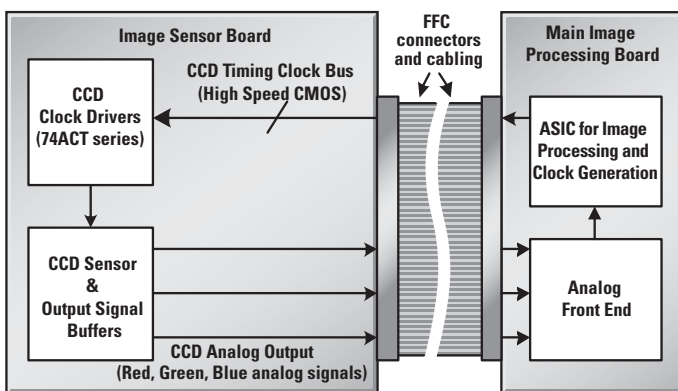 Image Sensor Board
CCD Timing Clock Bus
(High Speed CMOS)
CCD
Clock Drivers
(74ACT series)
CCD Sensor
&
Output Signal
Buffers
CCD Analog Output
(Red, Green, Blue analog signals)
FFC
connectors
and cabling
Main Image
Processing Board
ASIC for Image
Processing and
Clock Generation
Analog
Front End